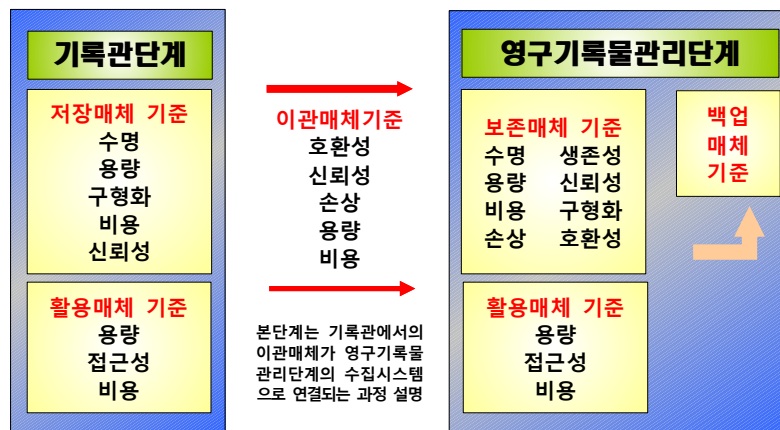 기록관단계
저장매체 기준
수명
용량
구형화
비용
신뢰성
활용매체 기준
용량
접근성
비용
이관매체기준
호환성
신뢰성
손상
용량
비용
본단계는 기록관에서의
이관매체가 영구기록물
관리단계의 수집시스템
으로 연결되는 과정 설명
영구기록물관리단계
보존매체 기준
수명 생존성
용량 신뢰성
비용 구형화
손상 호환성
백업
매체
기준
활용매체 기준
용량
접근성
비용